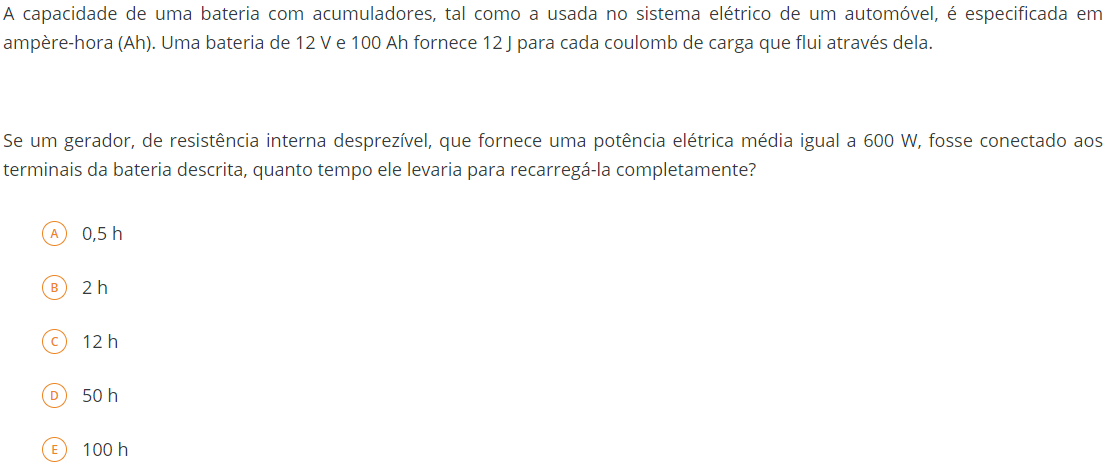 A capacidade de uma bateria com acumuladores, tal como a usada no sistema elétrico de um automóvel, é especificada em
ampère-hora (Ah). Uma bateria de 12 V e 100 Ah fornece 12 J para cada coulomb de carga que flui através dela.
Se um gerador, de resistência interna desprezível, que fornece uma potência elétrica média igual a 600 W, fosse conectado aos
terminais da bateria descrita, quanto tempo ele levaria para recarregá-la completamente?
A 0,5 h
B 2 h
C 12 h
D 50 h
E 100 h